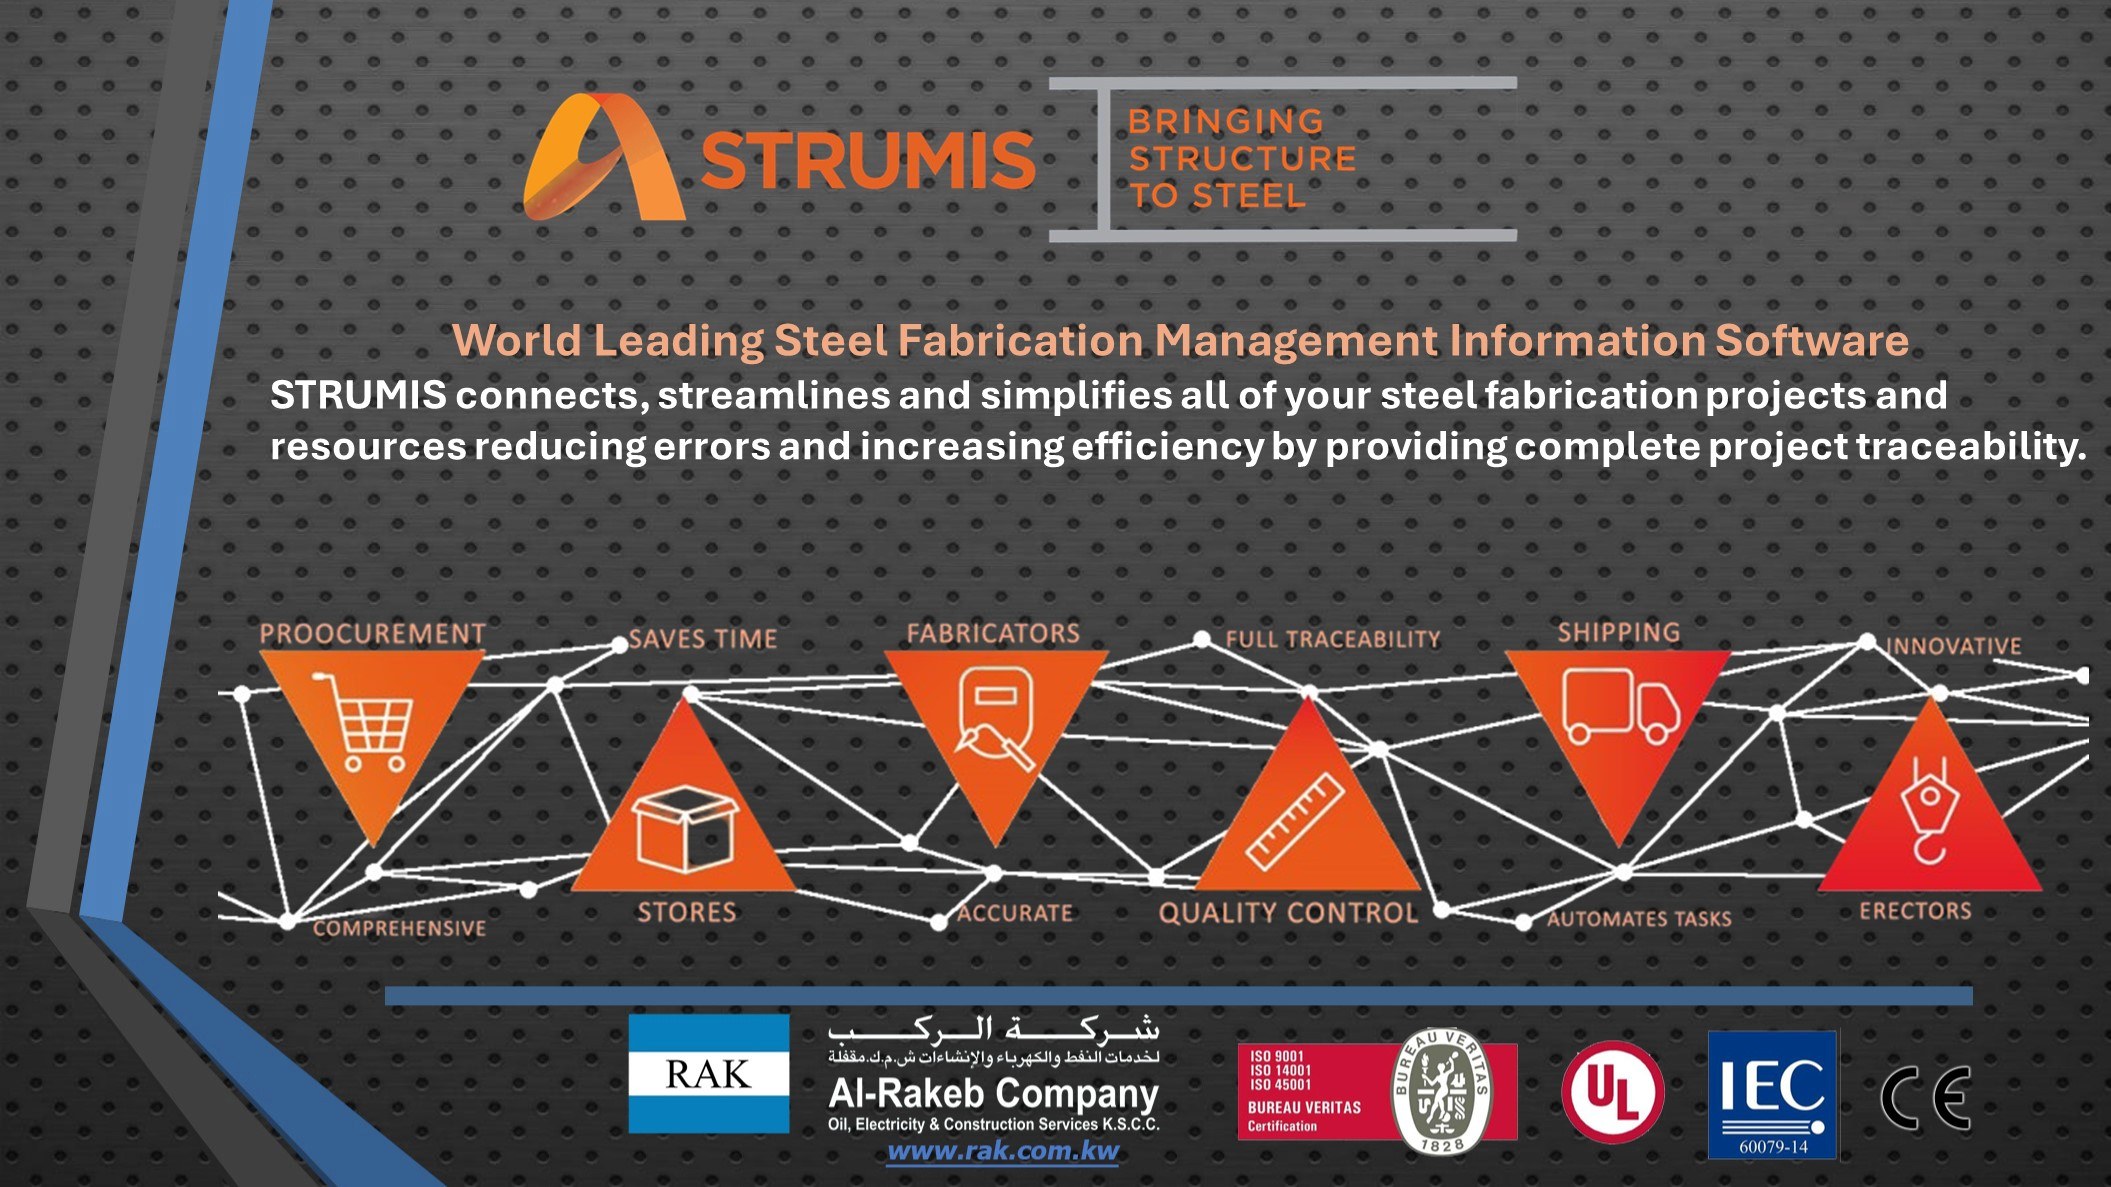 STRUMIS
BRINGING
STRUCTURE
TO STEEL
World Leading Steel Fabrication Management Information Software
STRUMIS connects, streamlines and simplifies all of your steel fabrication projects and
resources reducing errors and increasing efficiency by providing complete project traceability.
PROOCUREMENT
SAVES TIME
FABRICATORS
FULL TRACEABILITY
SHIPPING
INNOVATIVE
COMPREHENSIVE
STORES
ACCURATE
QUALITY CONTROL
AUTOMATES TASKS
ERECTORS
RAK
شـركـــة الـركـــب
لخدمات النفط والكهرباء والإنشاءات ش.م.ك.مقفلة
Al-Rakeb Company
Oil, Electricity & Construction Services K.S.C.C.
www.rak.com.kw
ISO 9001
ISO 14001
ISO 45001
BUREAU VERITAS
Certification
BUREAU VERITAS
1828
UL
IEC
60079-14
CE